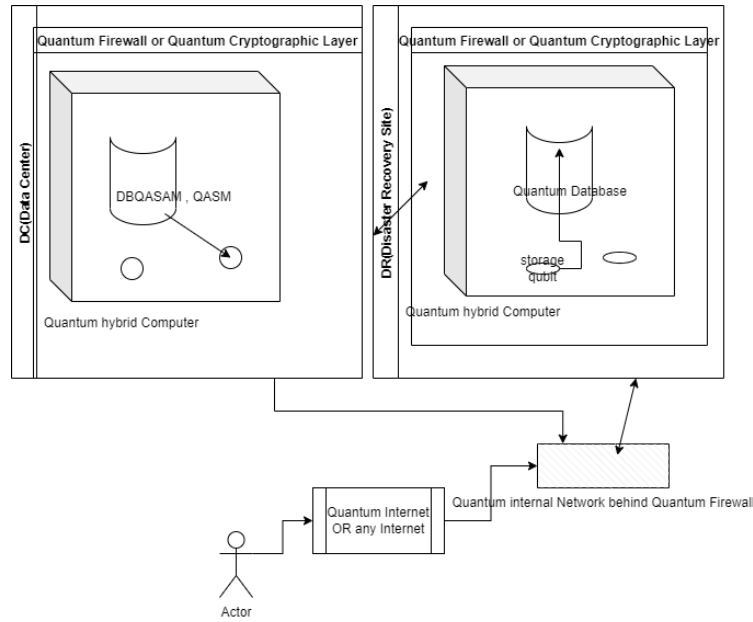 Quantum Firewall or Quantum Cryptographic Layer
DC(Data Center)
DBQASAM , QASM
Quantum hybrid Computer
Quantum Firewall or Quantum Cryptographic Layer
DR(Disaster Recovery Site)
Quantum Database
storage
qubit
Quantum hybrid Computer
Quantum internal Network behind Quantum Firewall
Quantum Internet
OR any Internet
Actor